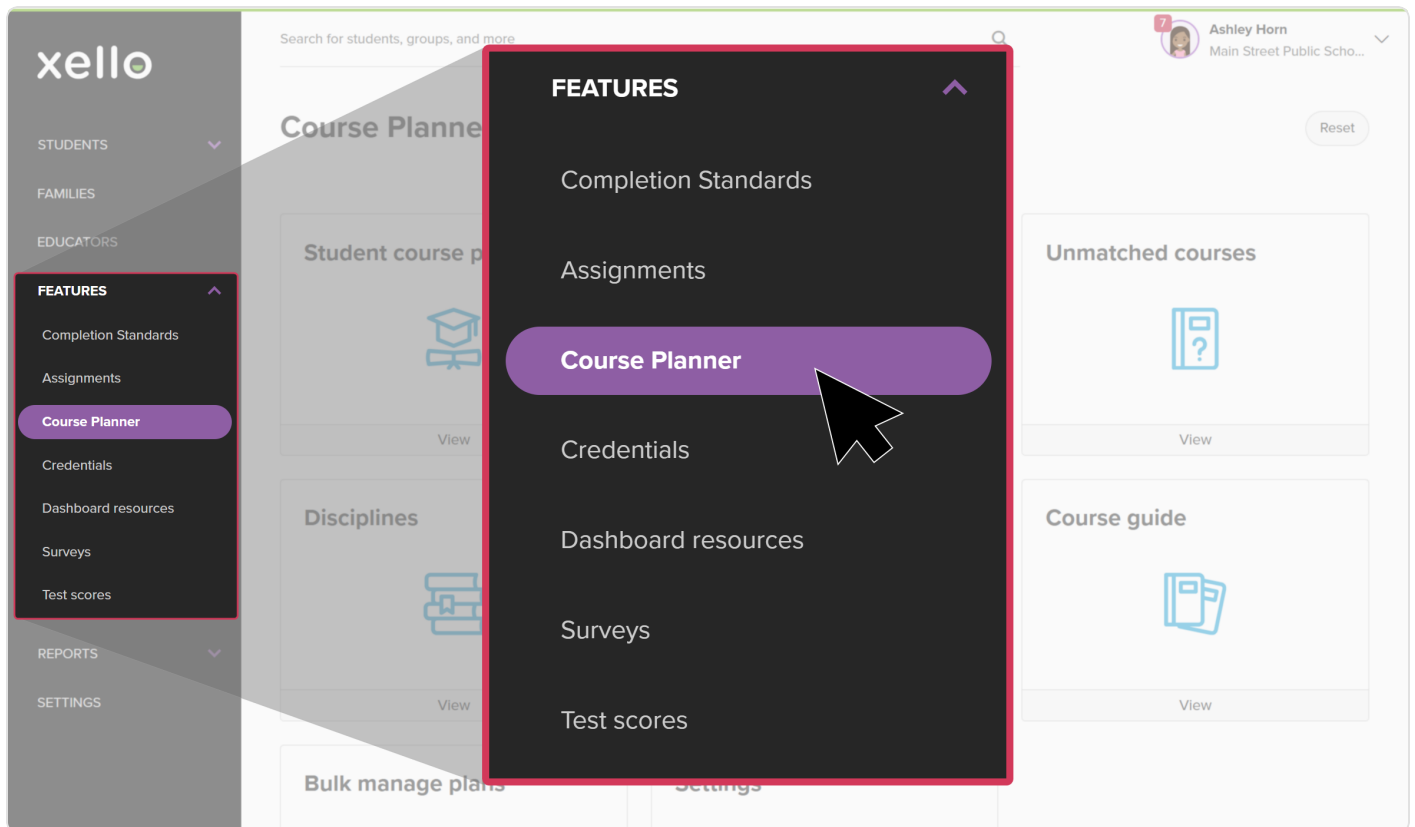 xello
Search for students, groups, and more
7
Ashley Horn
Main Street Public Scho...
STUDENTS
FAMILIES
EDUCATORS
FEATURES
Completion Standards
Assignments
Course Planner
Credentials
Dashboard resources
Surveys
Test scores
REPORTS
SETTINGS
Course Planne
Reset
Student course p
View
Unmatched courses
?
View
Disciplines
View
Course guide
View
Bulk manage plans
Settings
FEATURES
Completion Standards
Assignments
Course Planner
Credentials
Dashboard resources
Surveys
Test scores